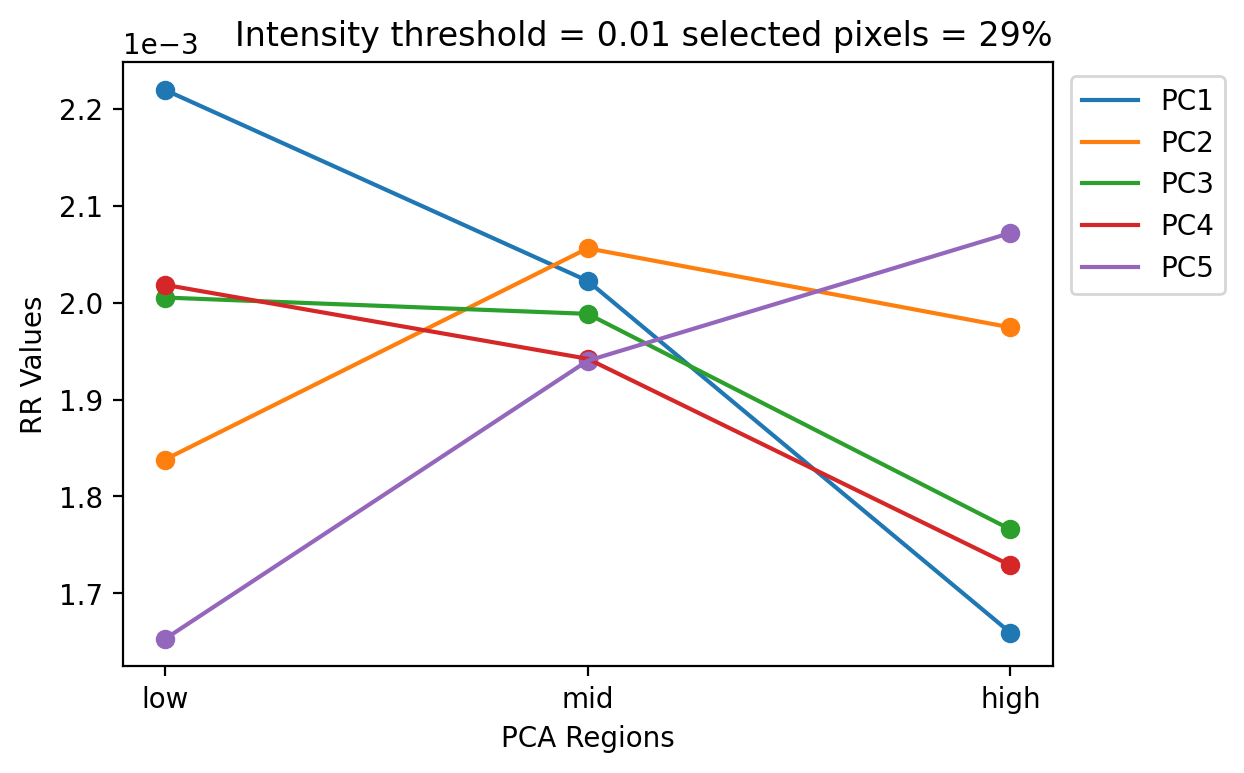 1e−3 Intensity threshold = 0.01 selected pixels = 29%
2.2
2.1
2.0
1.9
1.8
1.7
RR Values
low mid high
PCA Regions
PC1
PC2
PC3
PC4
PC5